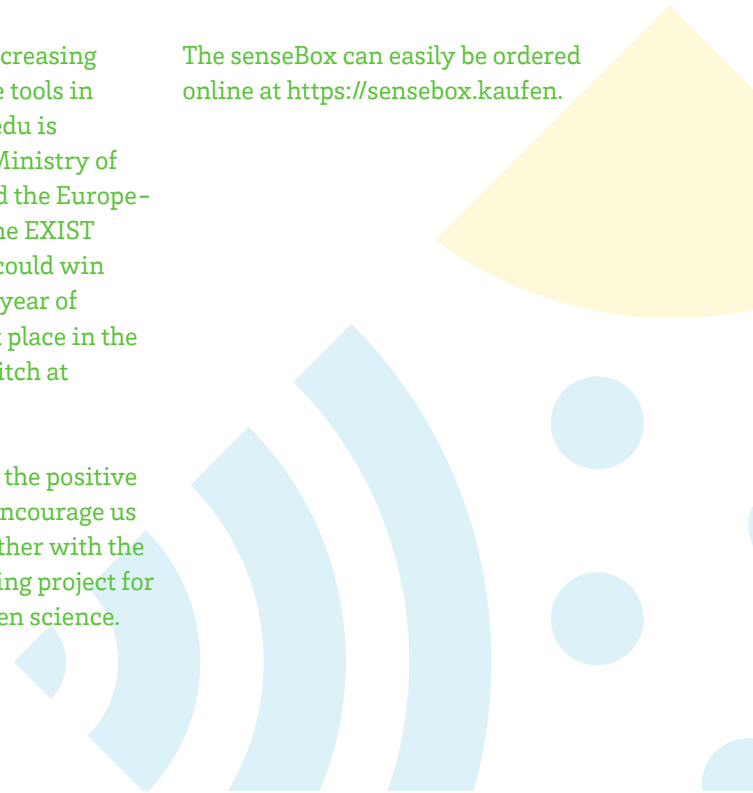 creasing
e tools in
edu is
Ministry of
d the Europe-
he EXIST
could win
year of
t place in the
itch at
the positive
ncourage us
ther with the
ing project for
en science.
The senseBox can easily be ordered
online at https://sensebox.kaufen.